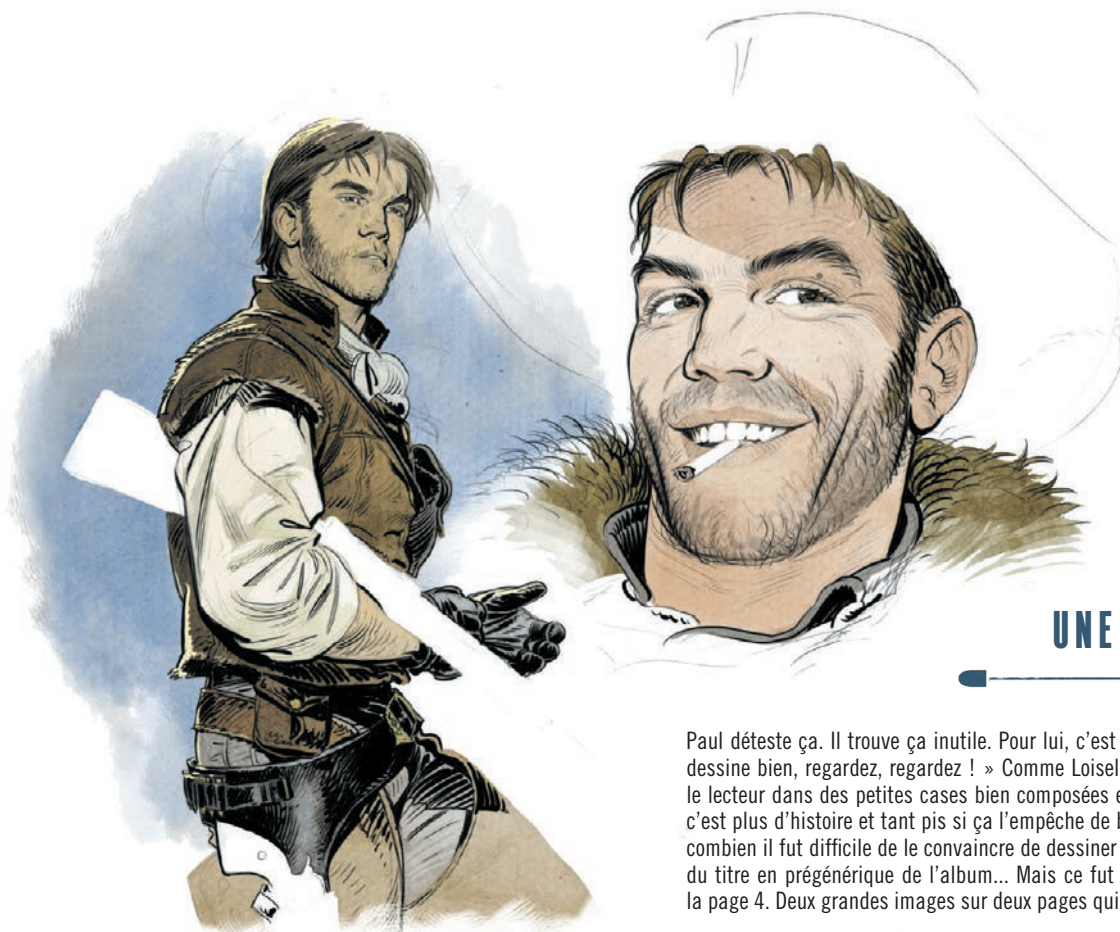 UNE
Paul déteste ça. Il trouve ça inutile. Pour lui, c'est
dessine bien, regardez, regardez ! » Comme Loisel
le lecteur dans des petites cases bien composées
c'est plus d'histoire et tant pis si ça l'empêche de
combien il fut difficile de le convaincre de dessiner
du titre en prégénérique de l'album... Mais ce fut
la page 4. Deux grandes images sur deux pages qui